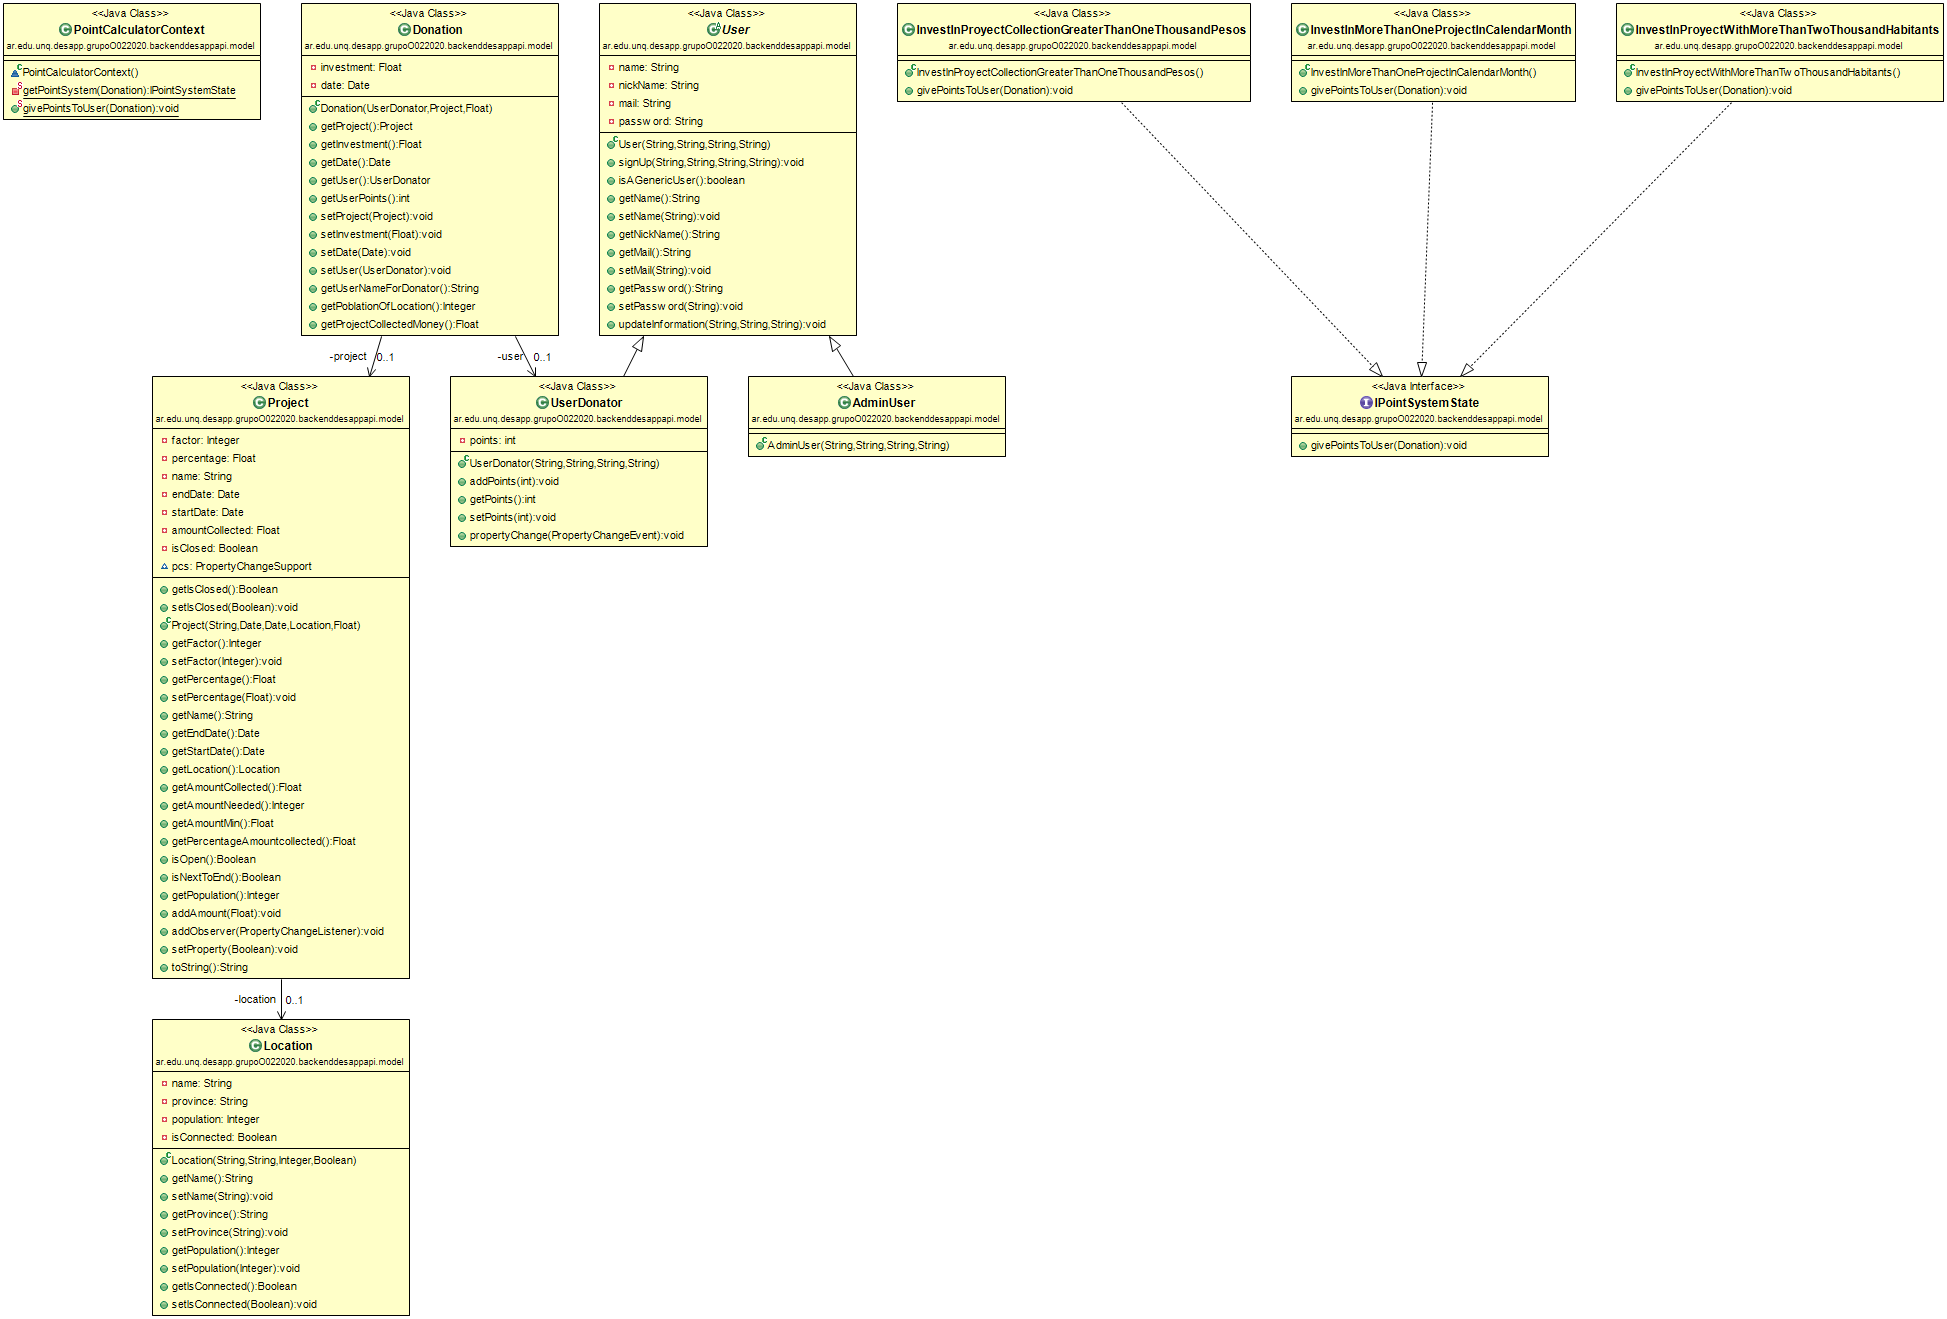 <<Java Class>>
PointCalculatorContext
ar.edu.unq.desapp.grupoO022020.backenddesappapi.model
PointCalculatorContext()
getPointSystem(Donation):IPointSystemState
givePointsToUser(Donation):void
<<Java Class>>
Donation
ar.edu.unq.desapp.grupoO022020.backenddesappapi.model
investment: Float
date: Date
Donation(UserDonator,Project,Float)
getProject():Project
getInvestment():Float
getDate():Date
getUser():UserDonator
getUserPoints():int
setProject(Project):void
setInvestment(Float):void
setDate(Date):void
setUser(UserDonator):void
getUserNameForDonator():String
getPoblationOfLocation():Integer
getProjectCollectedMoney():Float
<<Java Class>>
User
ar.edu.unq.desapp.grupoO022020.backenddesappapi.model
name: String
nickName: String
mail: String
password: String
User(String,String,String,String)
signUp(String,String,String,String):void
isAGenericUser():boolean
getName():String
setName(String):void
getNickName():String
getMail():String
setMail(String):void
getPassword():String
setPassword(String):void
updateInformation(String,String,String):void
<<Java Class>>
InvestInProyectCollectionGreaterThanOneThousandPesos
ar.edu.unq.desapp.grupoO022020.backenddesappapi.model
InvestInProyectCollectionGreaterThanOneThousandPesos()
givePointsToUser(Donation):void
<<Java Class>>
InvestInMoreThanOneProjectInCalendarMonth
ar.edu.unq.desapp.grupoO022020.backenddesappapi.model
InvestInMoreThanOneProjectInCalendarMonth()
givePointsToUser(Donation):void
<<Java Class>>
InvestInProyectWithMoreThanTwoThousandHabitants
ar.edu.unq.desapp.grupoO022020.backenddesappapi.model
InvestInProyectWithMoreThanTwoThousandHabitants()
givePointsToUser(Donation):void
-project 0..1
-user 0..1
<<Java Class>>
Project
ar.edu.unq.desapp.grupoO022020.backenddesappapi.model
factor: Integer
percentage: Float
name: String
endDate: Date
startDate: Date
amountCollected: Float
isClosed: Boolean
pcs: PropertyChangeSupport
getIsClosed():Boolean
setIsClosed(Boolean):void
Project(String,Date,Date,Location,Float)
getFactor():Integer
setFactor(Integer):void
getPercentage():Float
setPercentage(Float):void
getName():String
getEndDate():Date
getStartDate():Date
getLocation():Location
getAmountCollected():Float
getAmountNeeded():Integer
getAmountMin():Float
getPercentageAmountcollected():Float
isOpen():Boolean
isNextToEnd():Boolean
getPopulation():Integer
addAmount(Float):void
addObserver(PropertyChangeListener):void
setProperty(Boolean):void
toString():String
<<Java Class>>
UserDonator
ar.edu.unq.desapp.grupoO022020.backenddesappapi.model
points: int
UserDonator(String,String,String,String)
addPoints(int):void
getPoints():int
setPoints(int):void
propertyChange(PropertyChangeEvent):void
<<Java Class>>
AdminUser
ar.edu.unq.desapp.grupoO022020.backenddesappapi.model
AdminUser(String,String,String,String)
<<Java Interface>>
IPointSystemState
ar.edu.unq.desapp.grupoO022020.backenddesappapi.model
givePointsToUser(Donation):void
-location 0..1
<<Java Class>>
Location
ar.edu.unq.desapp.grupoO022020.backenddesappapi.model
name: String
province: String
population: Integer
isConnected: Boolean
Location(String,String,Integer,Boolean)
getName():String
setName(String):void
getProvince():String
setProvince(String):void
getPopulation():Integer
setPopulation(Integer):void
getIsConnected():Boolean
setIsConnected(Boolean):void